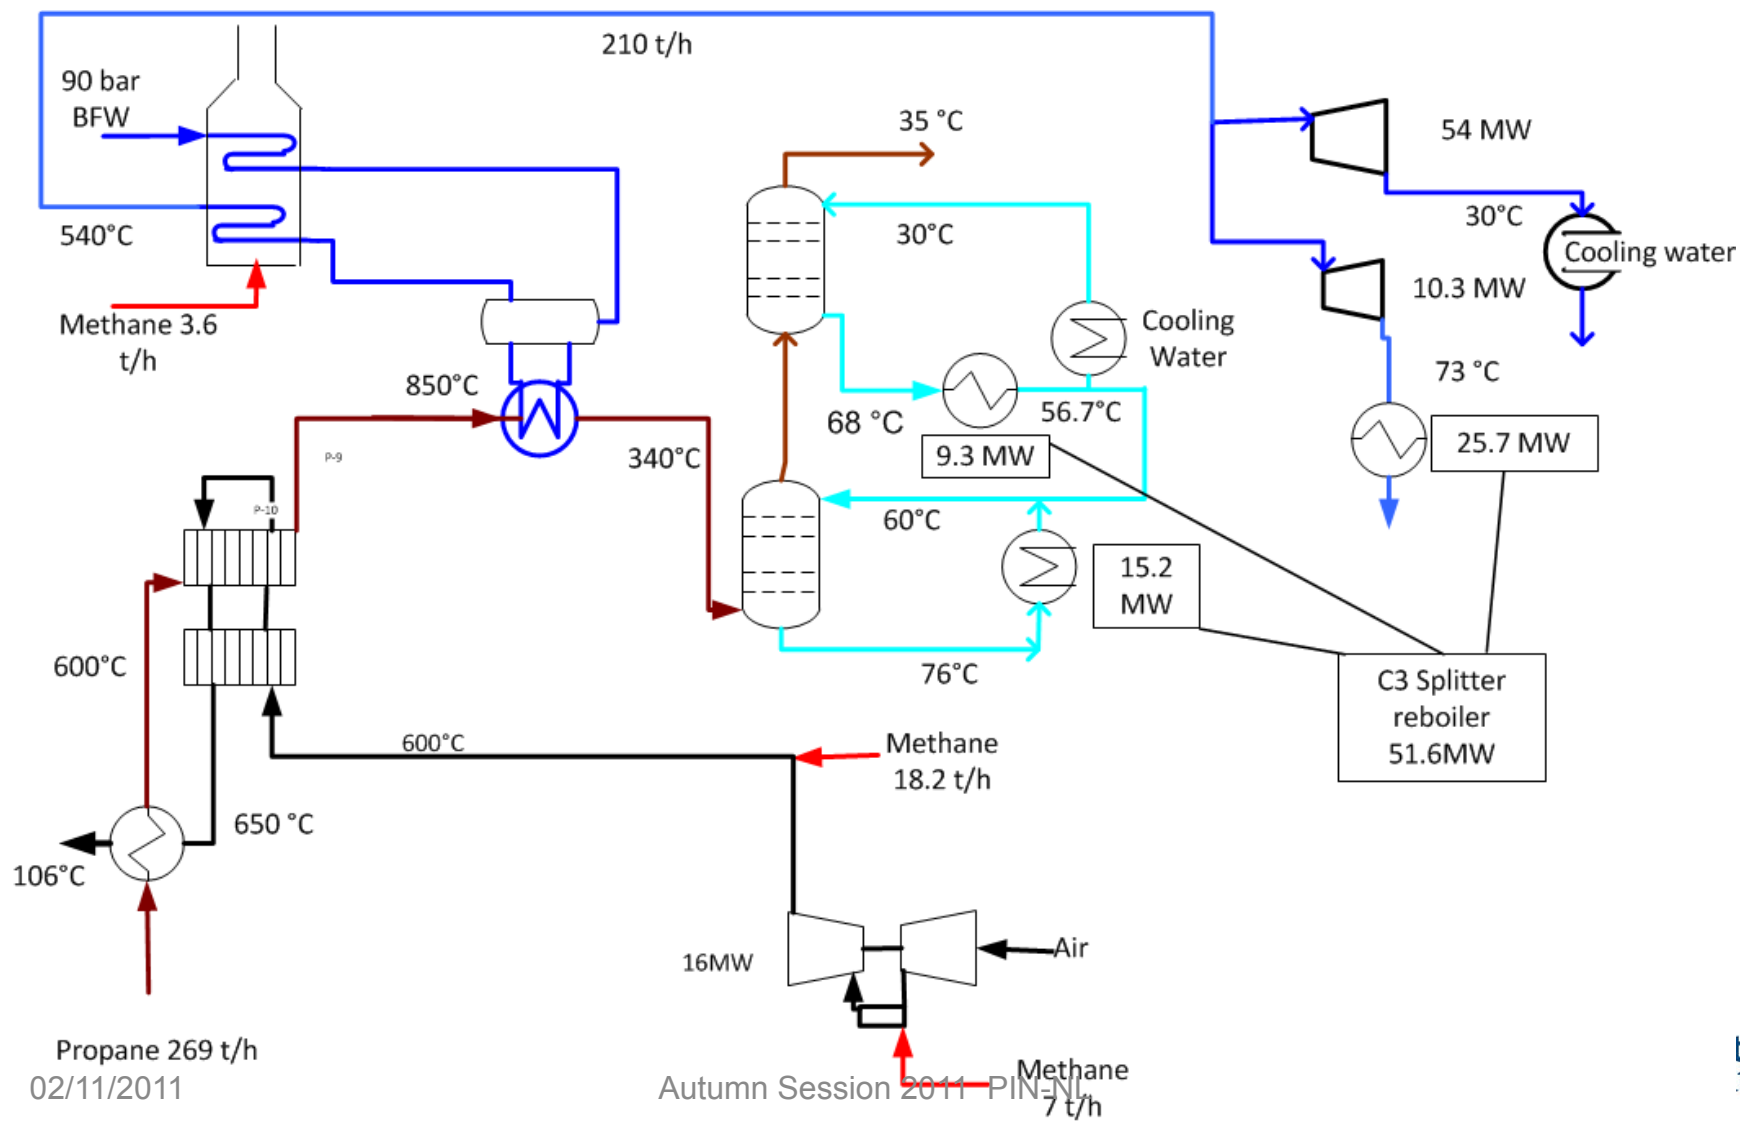 210 t/h
90 bar
BFW
35 °C
54 MW
540°C
30°C
30°C
Cooling water
Methane 3.6
t/h
10.3 MW
Cooling
Water
850°C
73 °C
68 °C
56.7°C
340°C
9.3 MW
25.7 MW
P-9
P-10
60°C
15.2
MW
600°C
76°C
C3 Splitter
reboiler
51.6MW
600°C
Methane
18.2 t/h
650 °C
106°C
16MW
Air
Propane 269 t/h
Methane
7 t/h
02/11/2011
Autumn Session 2011 PIN-NL